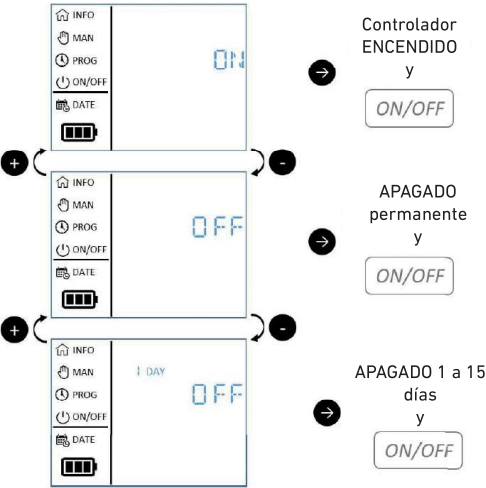 INFO
MAN
PROG
ON/OFF
DATE
ON
→
Controlador
ENCENDIDO
y
ON/OFF
+
-
INFO
MAN
PROG
ON/OFF
DATE
OFF
→
APAGADO
permanente
y
ON/OFF
+
-
INFO
MAN
PROG
ON/OFF
DATE
1 DAY
OFF
→
APAGADO 1 a 15
días
y
ON/OFF